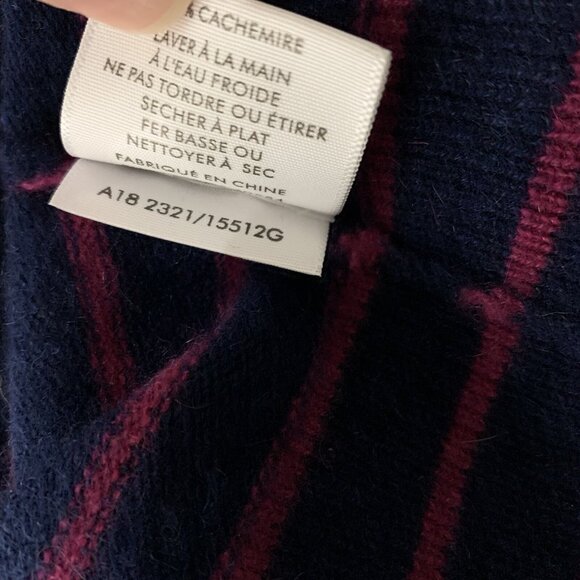 % CACHEMIRE
LAVER À LA MAIN
À L'EAU FROIDE
NE PAS TORDRE OU ÉTIRER
SECHER À PLAT
FER BASSE OU
NETTOYER À SEC
FABRIQUÉ EN CHINE
A18 2321/15512G